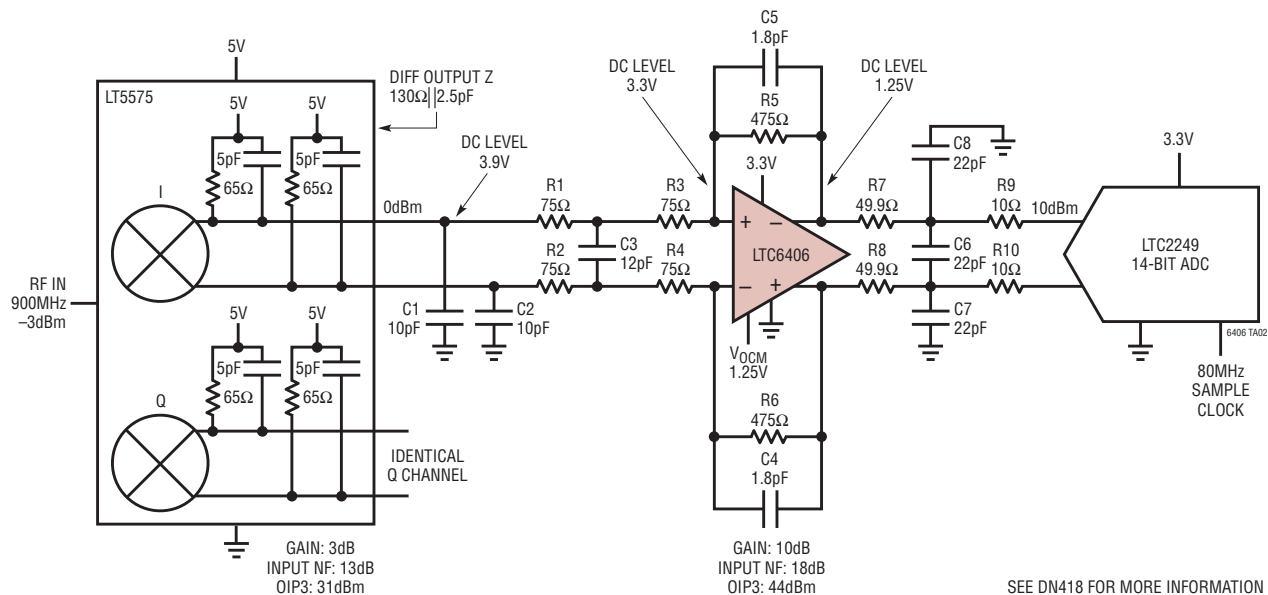 5V
LT5575
DIFF OUTPUT Z
130Ω||2.5pF
5V
5V
5pF
65Ω
5pF
65Ω
I
0dBm
DC LEVEL
3.9V
RF IN
900MHz
–3dBm
5V
5V
5pF
65Ω
5pF
65Ω
Q
IDENTICAL
Q CHANNEL
GAIN: 3dB
INPUT NF: 13dB
OIP3: 31dBm
C1
10pF
C2
10pF
R1
75Ω
R2
75Ω
C3
12pF
R3
75Ω
R4
75Ω
DC LEVEL
3.3V
C5
1.8pF
R5
475Ω
DC LEVEL
1.25V
3.3V
+ –
LTC6406
– +
VOCM
1.25V
R6
475Ω
C4
1.8pF
GAIN: 10dB
INPUT NF: 18dB
OIP3: 44dBm
R7
49.9Ω
R8
49.9Ω
C8
22pF
C6
22pF
C7
22pF
R9
10Ω
R10
10Ω
10dBm
3.3V
LTC2249
14-BIT ADC
6406 TA02
80MHz
SAMPLE
CLOCK
SEE DN418 FOR MORE INFORMATION